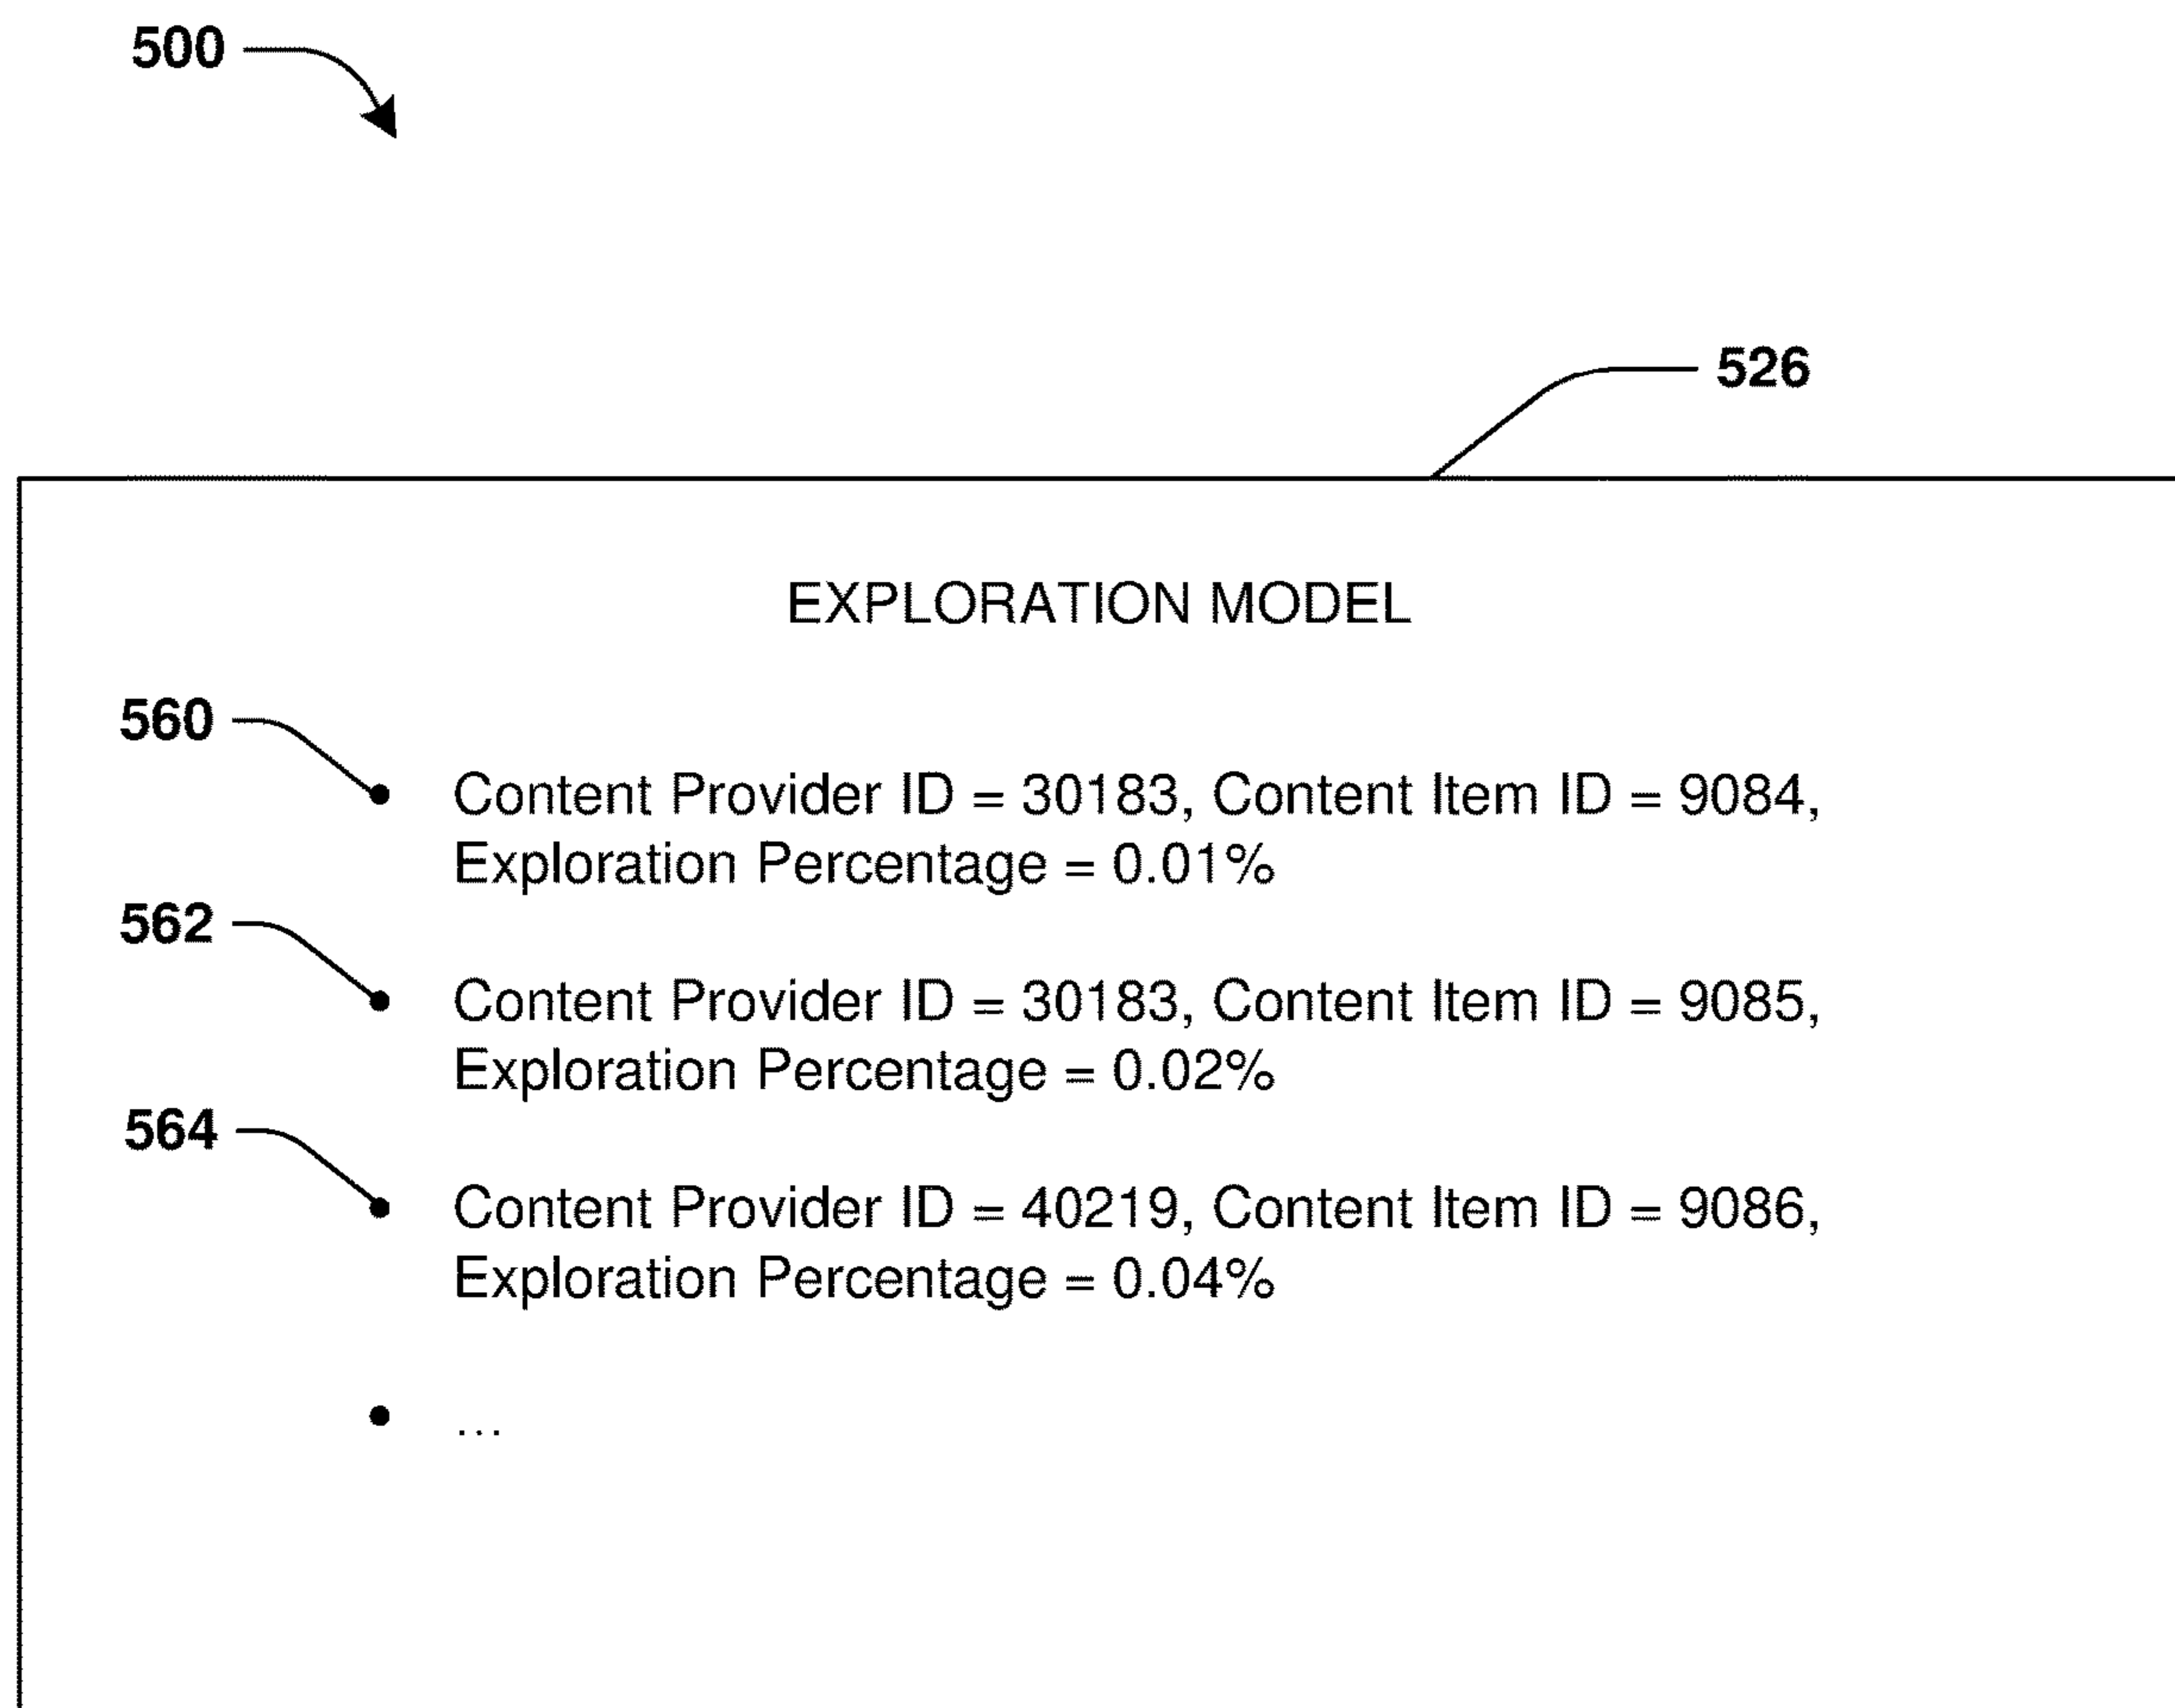 500
526
EXPLORATION MODEL
560
• Content Provider ID = 30183, Content Item ID = 9084,
Exploration Percentage = 0.01%
562
• Content Provider ID = 30183, Content Item ID = 9085,
Exploration Percentage = 0.02%
564
• Content Provider ID = 40219, Content Item ID = 9086,
Exploration Percentage = 0.04%
• ...